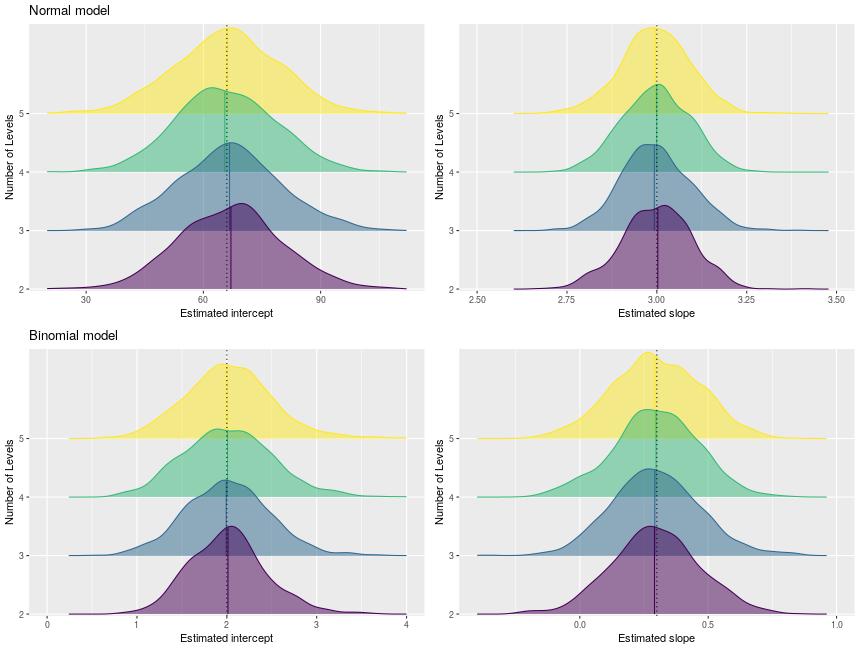 Normal model
Number of Levels
5
4
3
2
30 60 90
Estimated intercept
Number of Levels
5
4
3
2
2.50 2.75 3.00 3.25 3.50
Estimated slope
Binomial model
Number of Levels
5
4
3
2
0 1 2 3 4
Estimated intercept
Number of Levels
5
4
3
2
0.0 0.5 1.0
Estimated slope